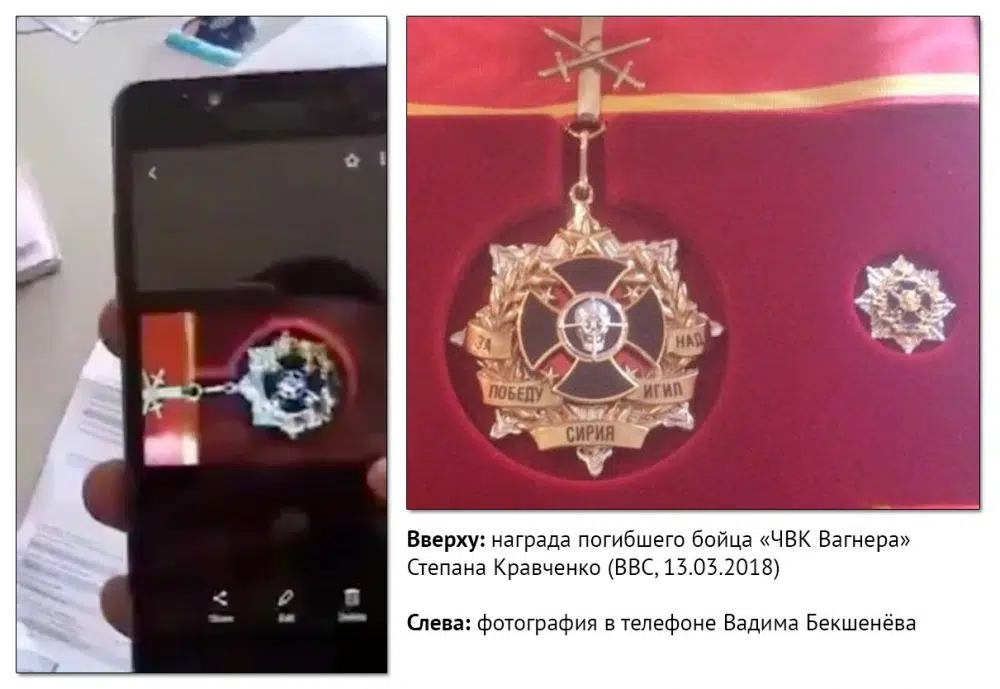 ЗА
НАД
ПОБЕДУ
ИГИЛ
СИРИЯ
Share
Edit
Delete
Вверху: награда погибшего бойца «ЧВК Вагнера»
Степана Кравченко (BBC, 13.03.2018)
Слева: фотография в телефоне Вадима Бекшенёва